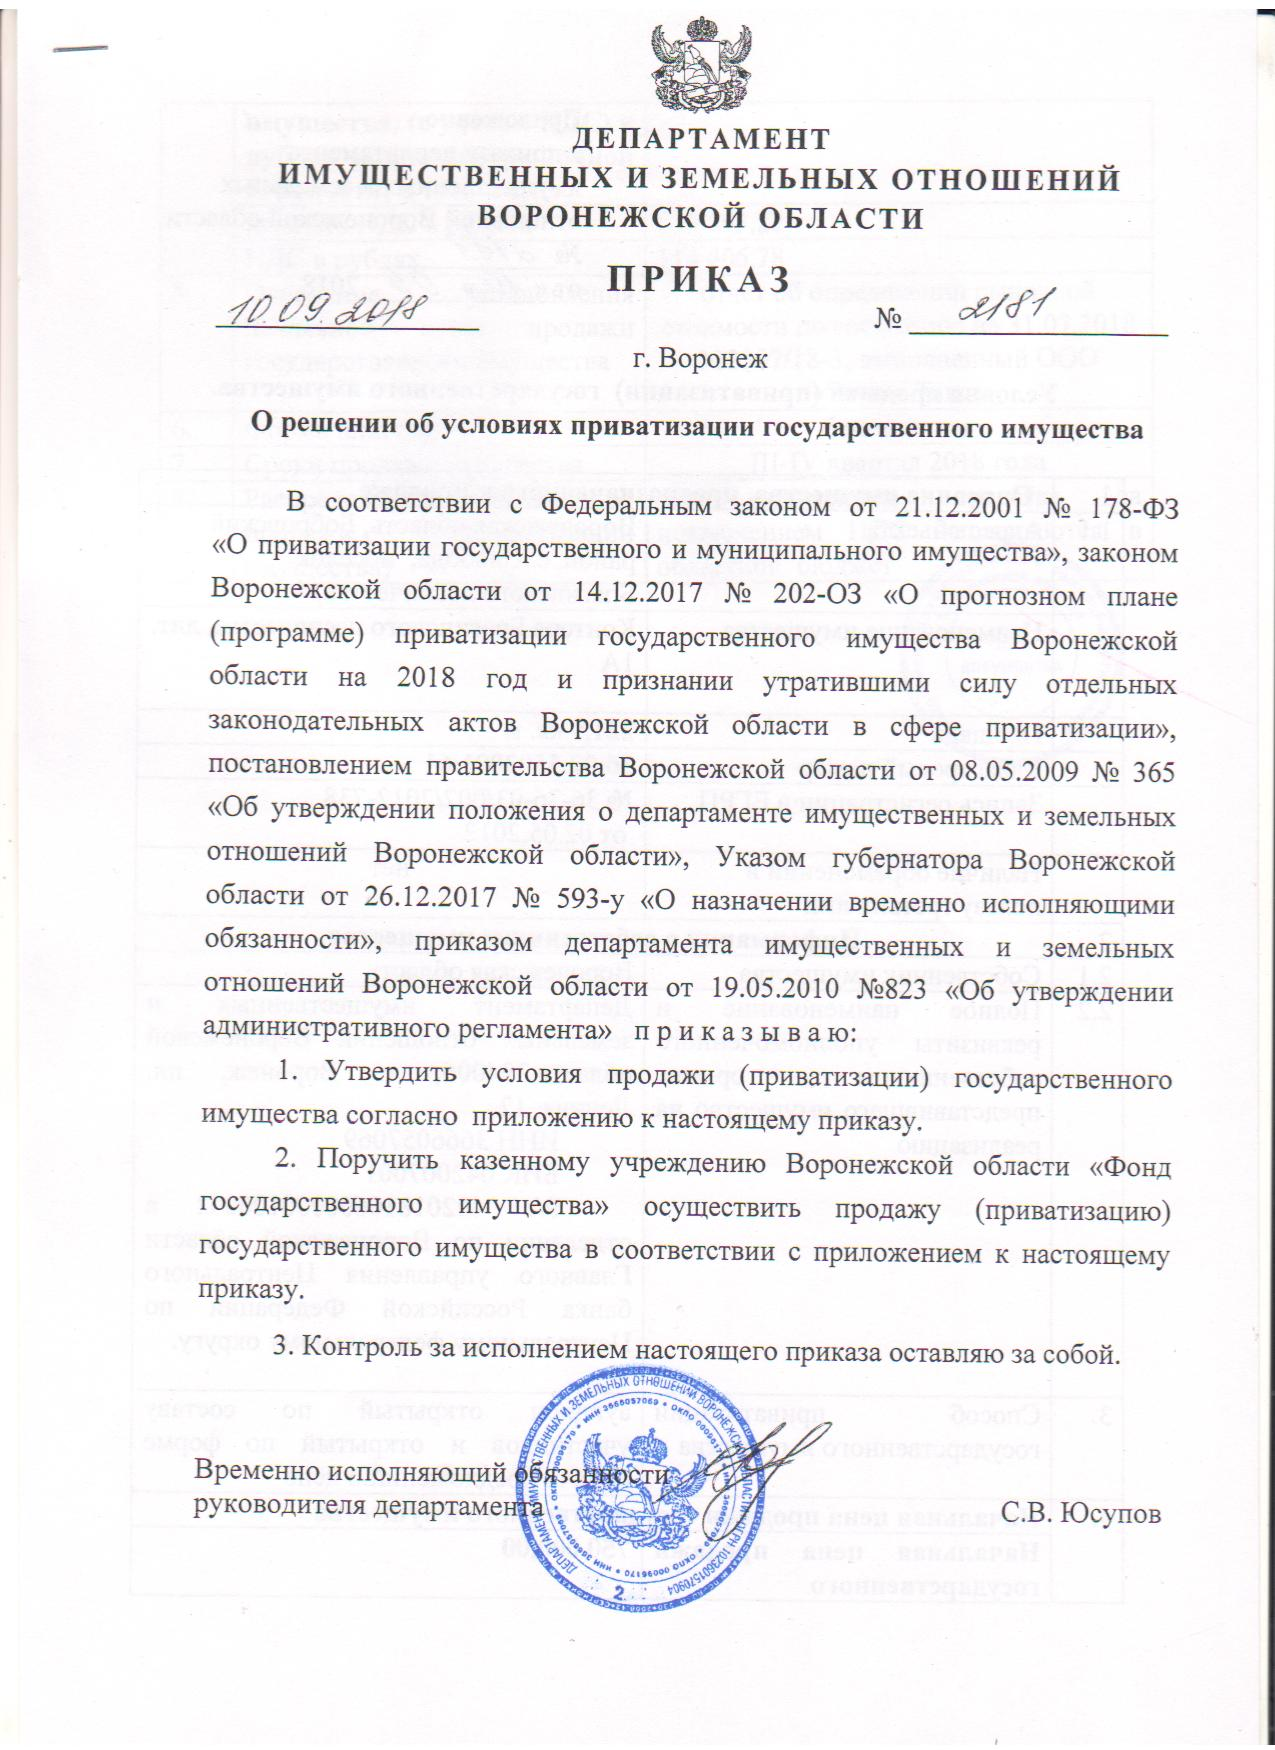 ДЕПАРТАМЕНТ
ИМУЩЕСТВЕННЫХ И ЗЕМЕЛЬНЫХ ОТНОШЕНИЙ
ВОРОНЕЖСКОЙ ОБЛАСТИ
ПРИКАЗ
10.09.2018 № 2181
г. Воронеж
О решении об условиях приватизации государственного имущества
В соответствии с Федеральным законом от 21.12.2001 № 178-ФЗ
«О приватизации государственного и муниципального имущества», законом
Воронежской области от 14.12.2017 № 202-ОЗ «О прогнозном плане
(программе) приватизации государственного имущества Воронежской
области на 2018 год и признании утратившими силу отдельных
законодательных актов Воронежской области в сфере приватизации»,
постановлением правительства Воронежской области от 08.05.2009 № 365
«Об утверждении положения о департаменте имущественных и земельных
отношений Воронежской области», Указом губернатора Воронежской
области от 26.12.2017 № 593-у «О назначении временно исполняющими
обязанности», приказом департамента имущественных и земельных
отношений Воронежской области от 19.05.2010 №823 «Об утверждении
административного регламента» п р и к а з ы в а ю:
1. Утвердить условия продажи (приватизации) государственного
имущества согласно приложению к настоящему приказу.
2. Поручить казенному учреждению Воронежской области «Фонд
государственного имущества» осуществить продажу (приватизацию)
государственного имущества в соответствии с приложением к настоящему
приказу.
3. Контроль за исполнением настоящего приказа оставляю за собой.
Временно исполняющий обязанности
руководителя департамента С.В. Юсупов
2